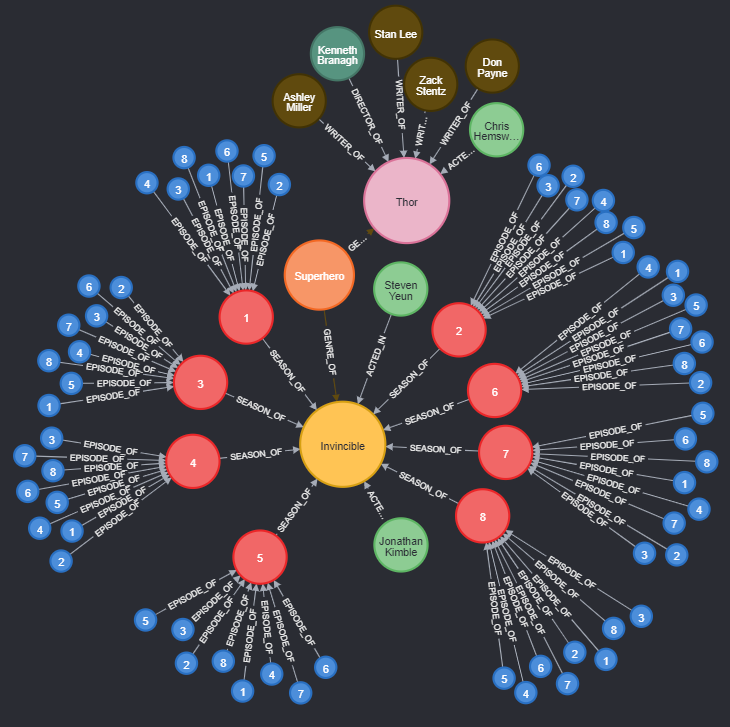 Stan Lee
Kenneth
Branagh
Don
Payne
Zack
Stentz
Ashley
Miller
Chris
Hemsw…
WRITER_OF
DIRECTOR_OF
WRITER_OF
WRIT…
WRITER_OF
ACTE…
Thor
GE…
Superhero
GENRE_OF
Steven
Yeun
ACTED_IN
Invincible
ACTE…
Jonathan
Kimble
4
8
3
1
6
7
5
2
EPISODE_OF
EPISODE_OF
EPISODE_OF
EPISODE_OF
EPISODE_OF
EPISODE_OF
EPISODE_OF
EPISODE_OF
1
SEASON_OF
6
3
2
7
4
8
5
1
EPISODE_OF
EPISODE_OF
EPISODE_OF
EPISODE_OF
EPISODE_OF
EPISODE_OF
EPISODE_OF
EPISODE_OF
2
SEASON_OF
6
2
3
7
4
8
5
1
EPISODE_OF
EPISODE_OF
EPISODE_OF
EPISODE_OF
EPISODE_OF
EPISODE_OF
EPISODE_OF
EPISODE_OF
3
SEASON_OF
4
1
3
5
7
6
8
2
EPISODE_OF
EPISODE_OF
EPISODE_OF
EPISODE_OF
EPISODE_OF
EPISODE_OF
EPISODE_OF
EPISODE_OF
6
SEASON_OF
3
7
8
6
5
4
1
2
EPISODE_OF
EPISODE_OF
EPISODE_OF
EPISODE_OF
EPISODE_OF
EPISODE_OF
EPISODE_OF
EPISODE_OF
4
SEASON_OF
5
6
8
1
4
7
3
2
EPISODE_OF
EPISODE_OF
EPISODE_OF
EPISODE_OF
EPISODE_OF
EPISODE_OF
EPISODE_OF
EPISODE_OF
7
SEASON_OF
5
SEASON_OF
EPISODE_OF
EPISODE_OF
EPISODE_OF
EPISODE_OF
EPISODE_OF
EPISODE_OF
EPISODE_OF
EPISODE_OF
5
3
2
8
1
4
7
6
8
SEASON_OF
EPISODE_OF
EPISODE_OF
EPISODE_OF
EPISODE_OF
EPISODE_OF
EPISODE_OF
EPISODE_OF
EPISODE_OF
3
8
1
2
6
7
5
4